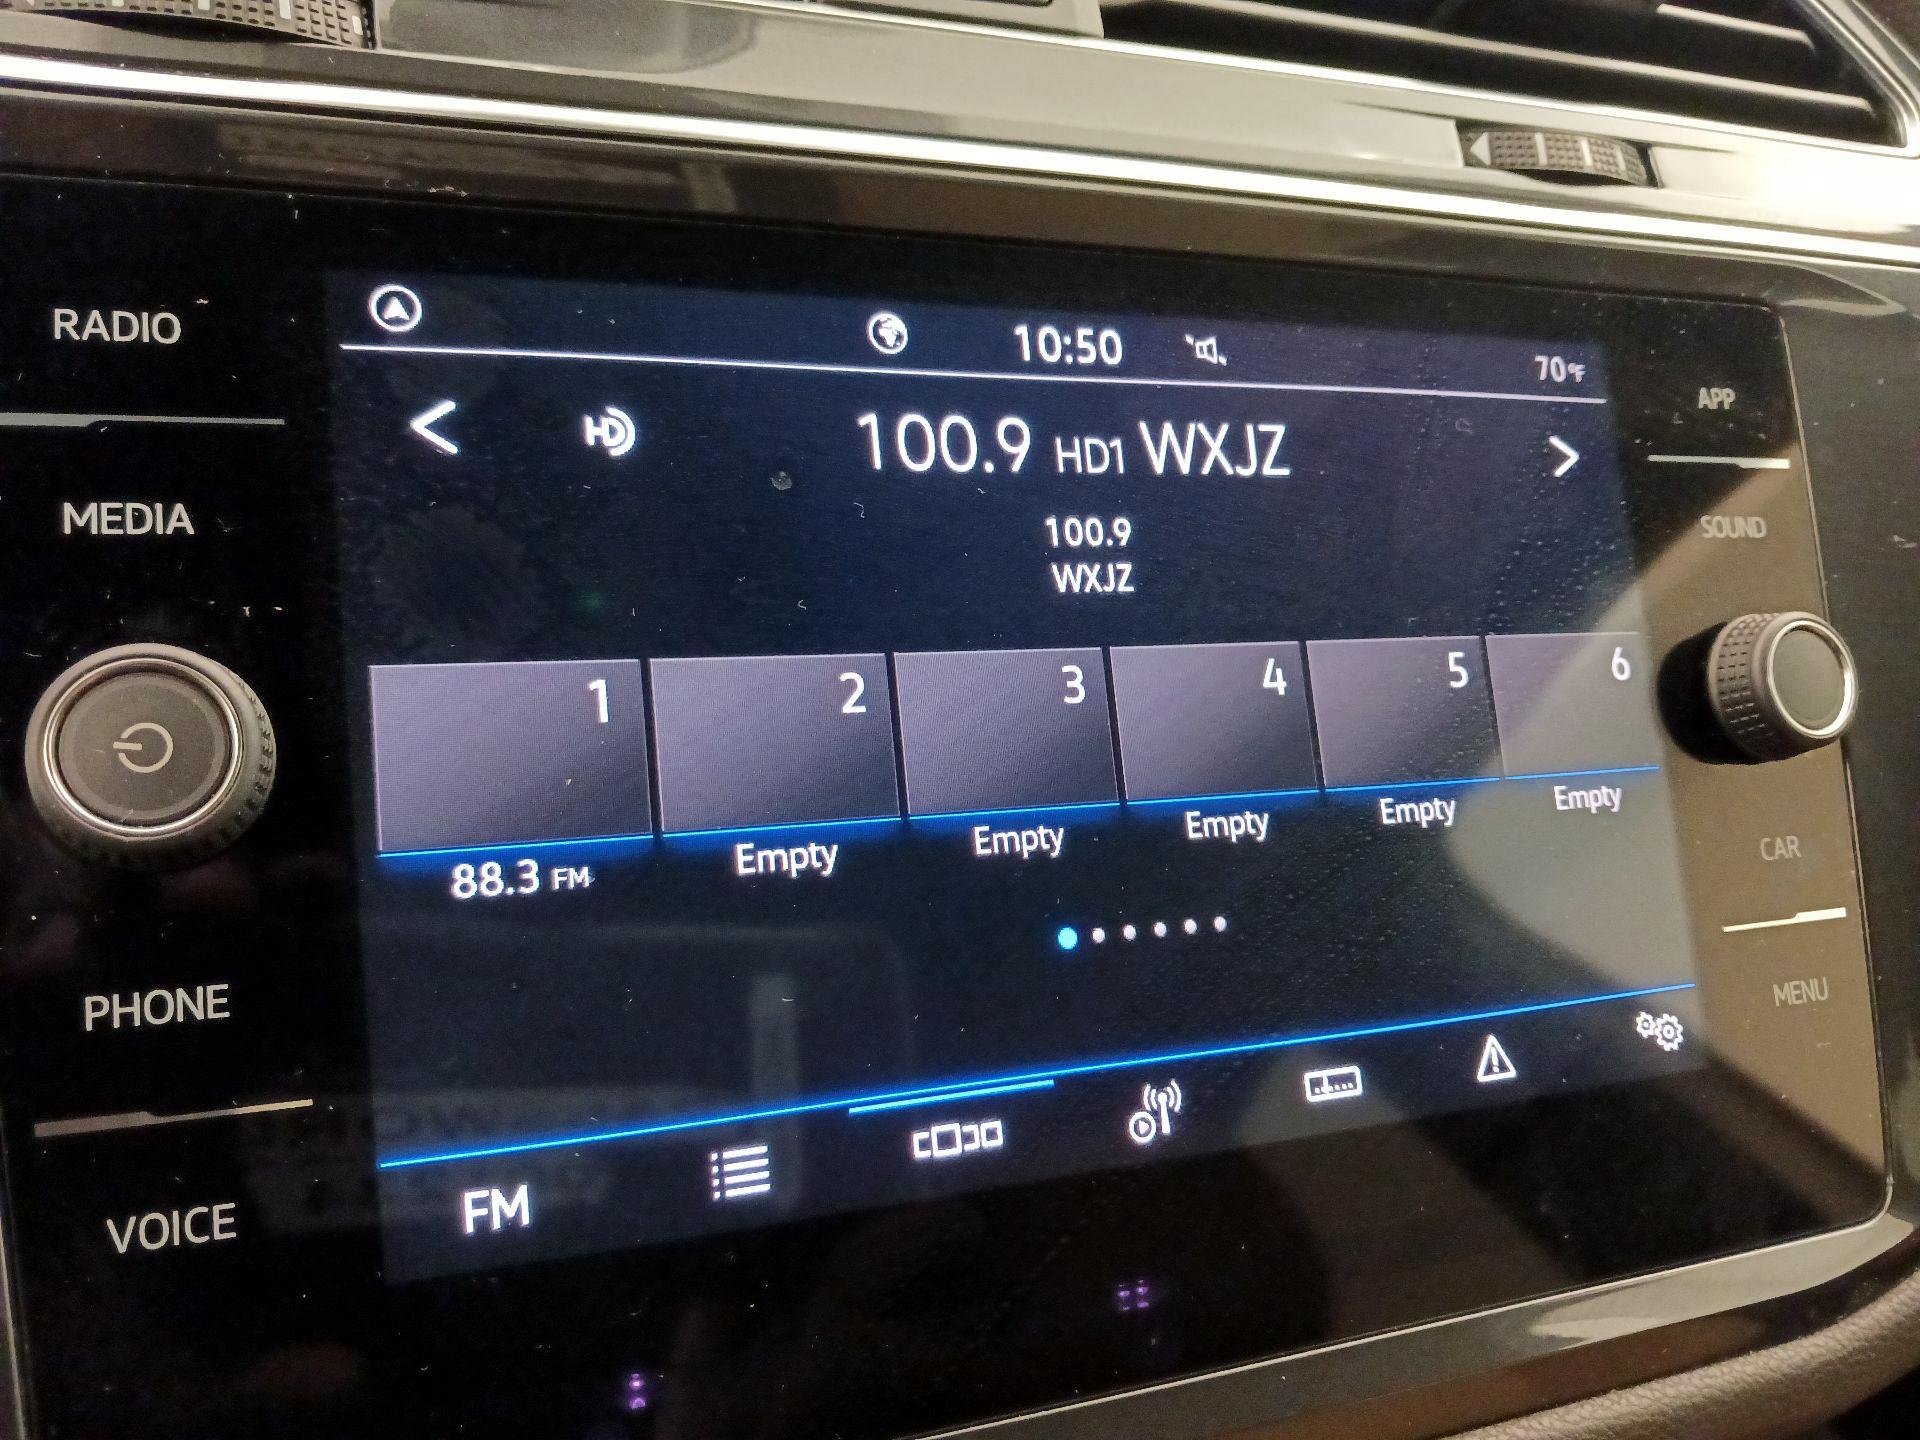 RADIO
MEDIA
PHONE
VOICE
10:50
70°F
HD
100.9 HD1 WXJZ
100.9
WXJZ
1 2 3 4 5 6
88.3 FM Empty Empty Empty Empty Empty
FM
APP
SOUND
CAR
MENU